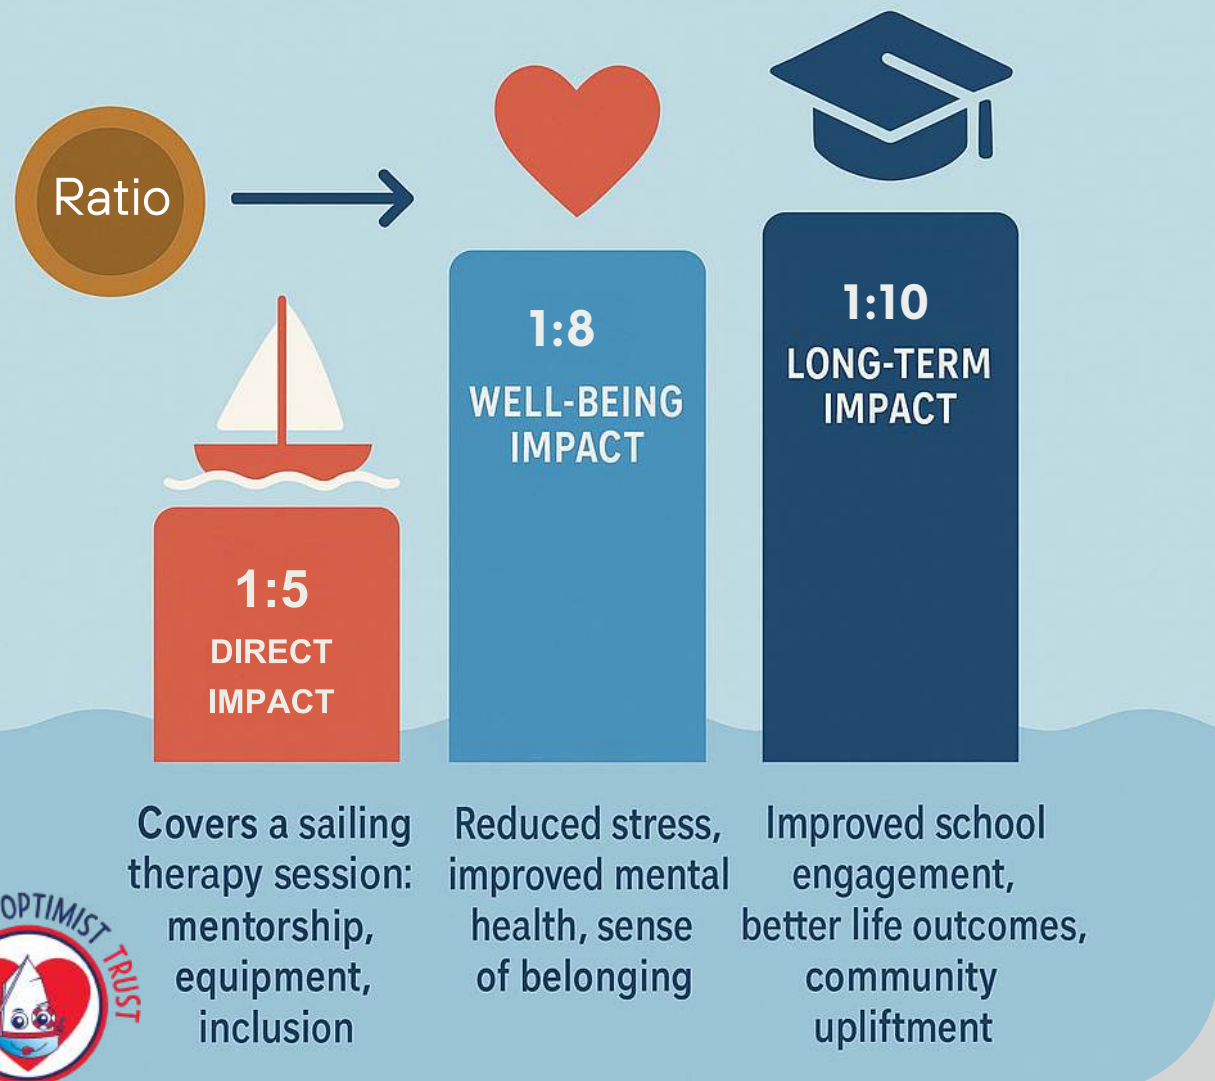 Ratio
1:5
DIRECT
IMPACT
1:8
WELL-BEING
IMPACT
1:10
LONG-TERM
IMPACT
Covers a sailing
therapy session:
mentorship,
equipment,
inclusion
Reduced stress,
improved mental
health, sense
of belonging
Improved school
engagement,
better life outcomes,
community
upliftment
OPTIMIST TRUST